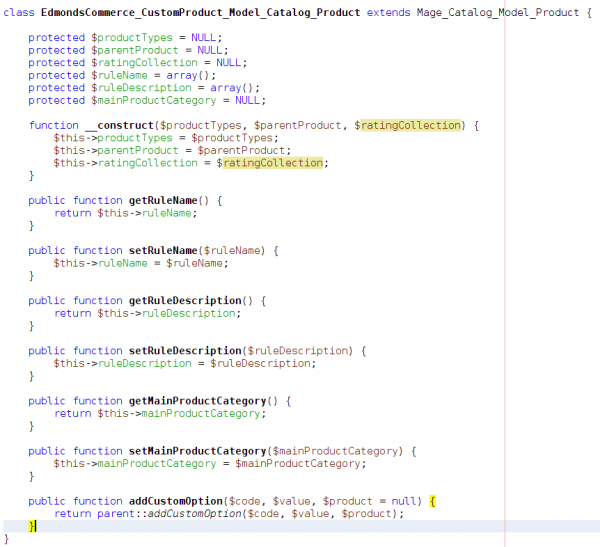 class EdmondsCommerce_CustomProduct_Model_Catalog_Product extends Mage_Catalog_Model_Product {
protected $productTypes = NULL;
protected $parentProduct = NULL;
protected $ratingCollection = NULL;
protected $ruleName = array();
protected $ruleDescription = array();
protected $mainProductCategory = NULL;
function __construct($productTypes, $parentProduct, $ratingCollection) {
$this->productTypes = $productTypes;
$this->parentProduct = $parentProduct;
$this->ratingCollection = $ratingCollection;
}
public function getRuleName() {
return $this->ruleName;
}
public function setRuleName($ruleName) {
$this->ruleName = $ruleName;
}
public function getRuleDescription() {
return $this->ruleDescription;
}
public function setRuleDescription($ruleDescription) {
$this->ruleDescription = $ruleDescription;
}
public function getMainProductCategory() {
return $this->mainProductCategory;
}
public function setMainProductCategory($mainProductCategory) {
$this->mainProductCategory = $mainProductCategory;
}
public function addCustomOption($code, $value, $product = null) {
return parent::addCustomOption($code, $value, $product);
}
}